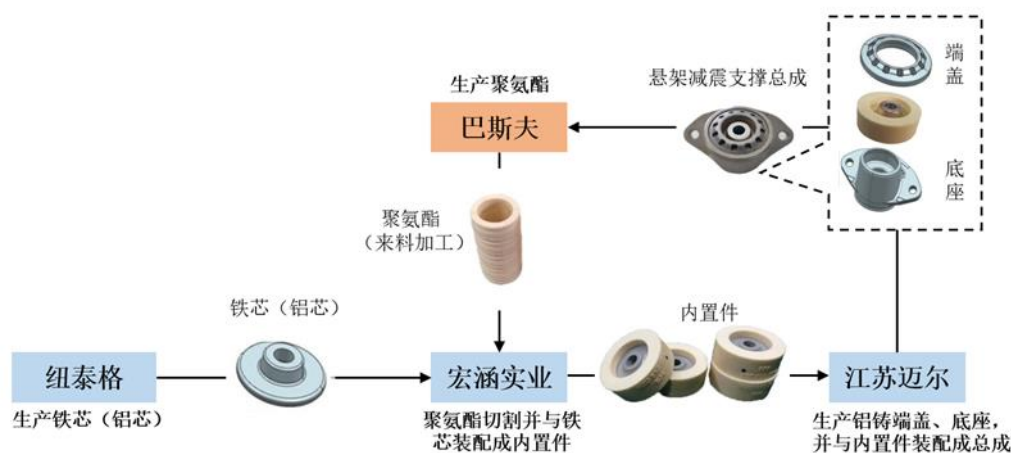 生产聚氨酯
巴斯夫
悬架减震支撑总成
端
盖
底
座
聚氨酯
（来料加工）
铁芯（铝芯）
内置件
纽泰格
生产铁芯（铝芯）
宏涵实业
聚氨酯切割并与铁
芯装配成内置件
江苏迈尔
生产铝铸端盖、底座，
并与内置件装配成总成